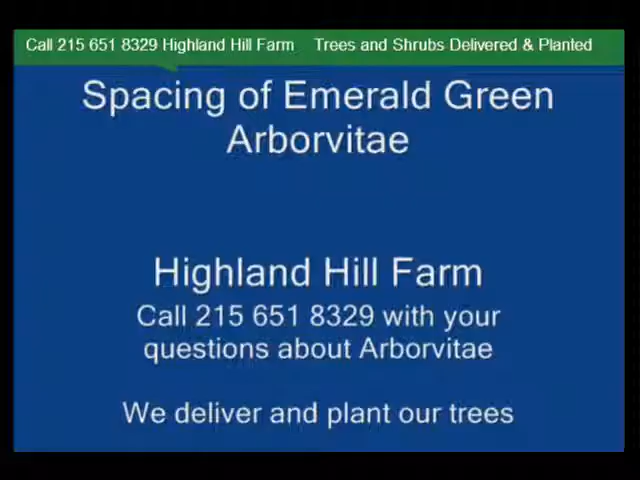 Call 215 651 8329 Highland Hill Farm    Trees and Shrubs Delivered & Planted
Spacing of Emerald Green
Arborvitae
Highland Hill Farm
Call 215 651 8329 with your
questions about Arborvitae
We deliver and plant our trees